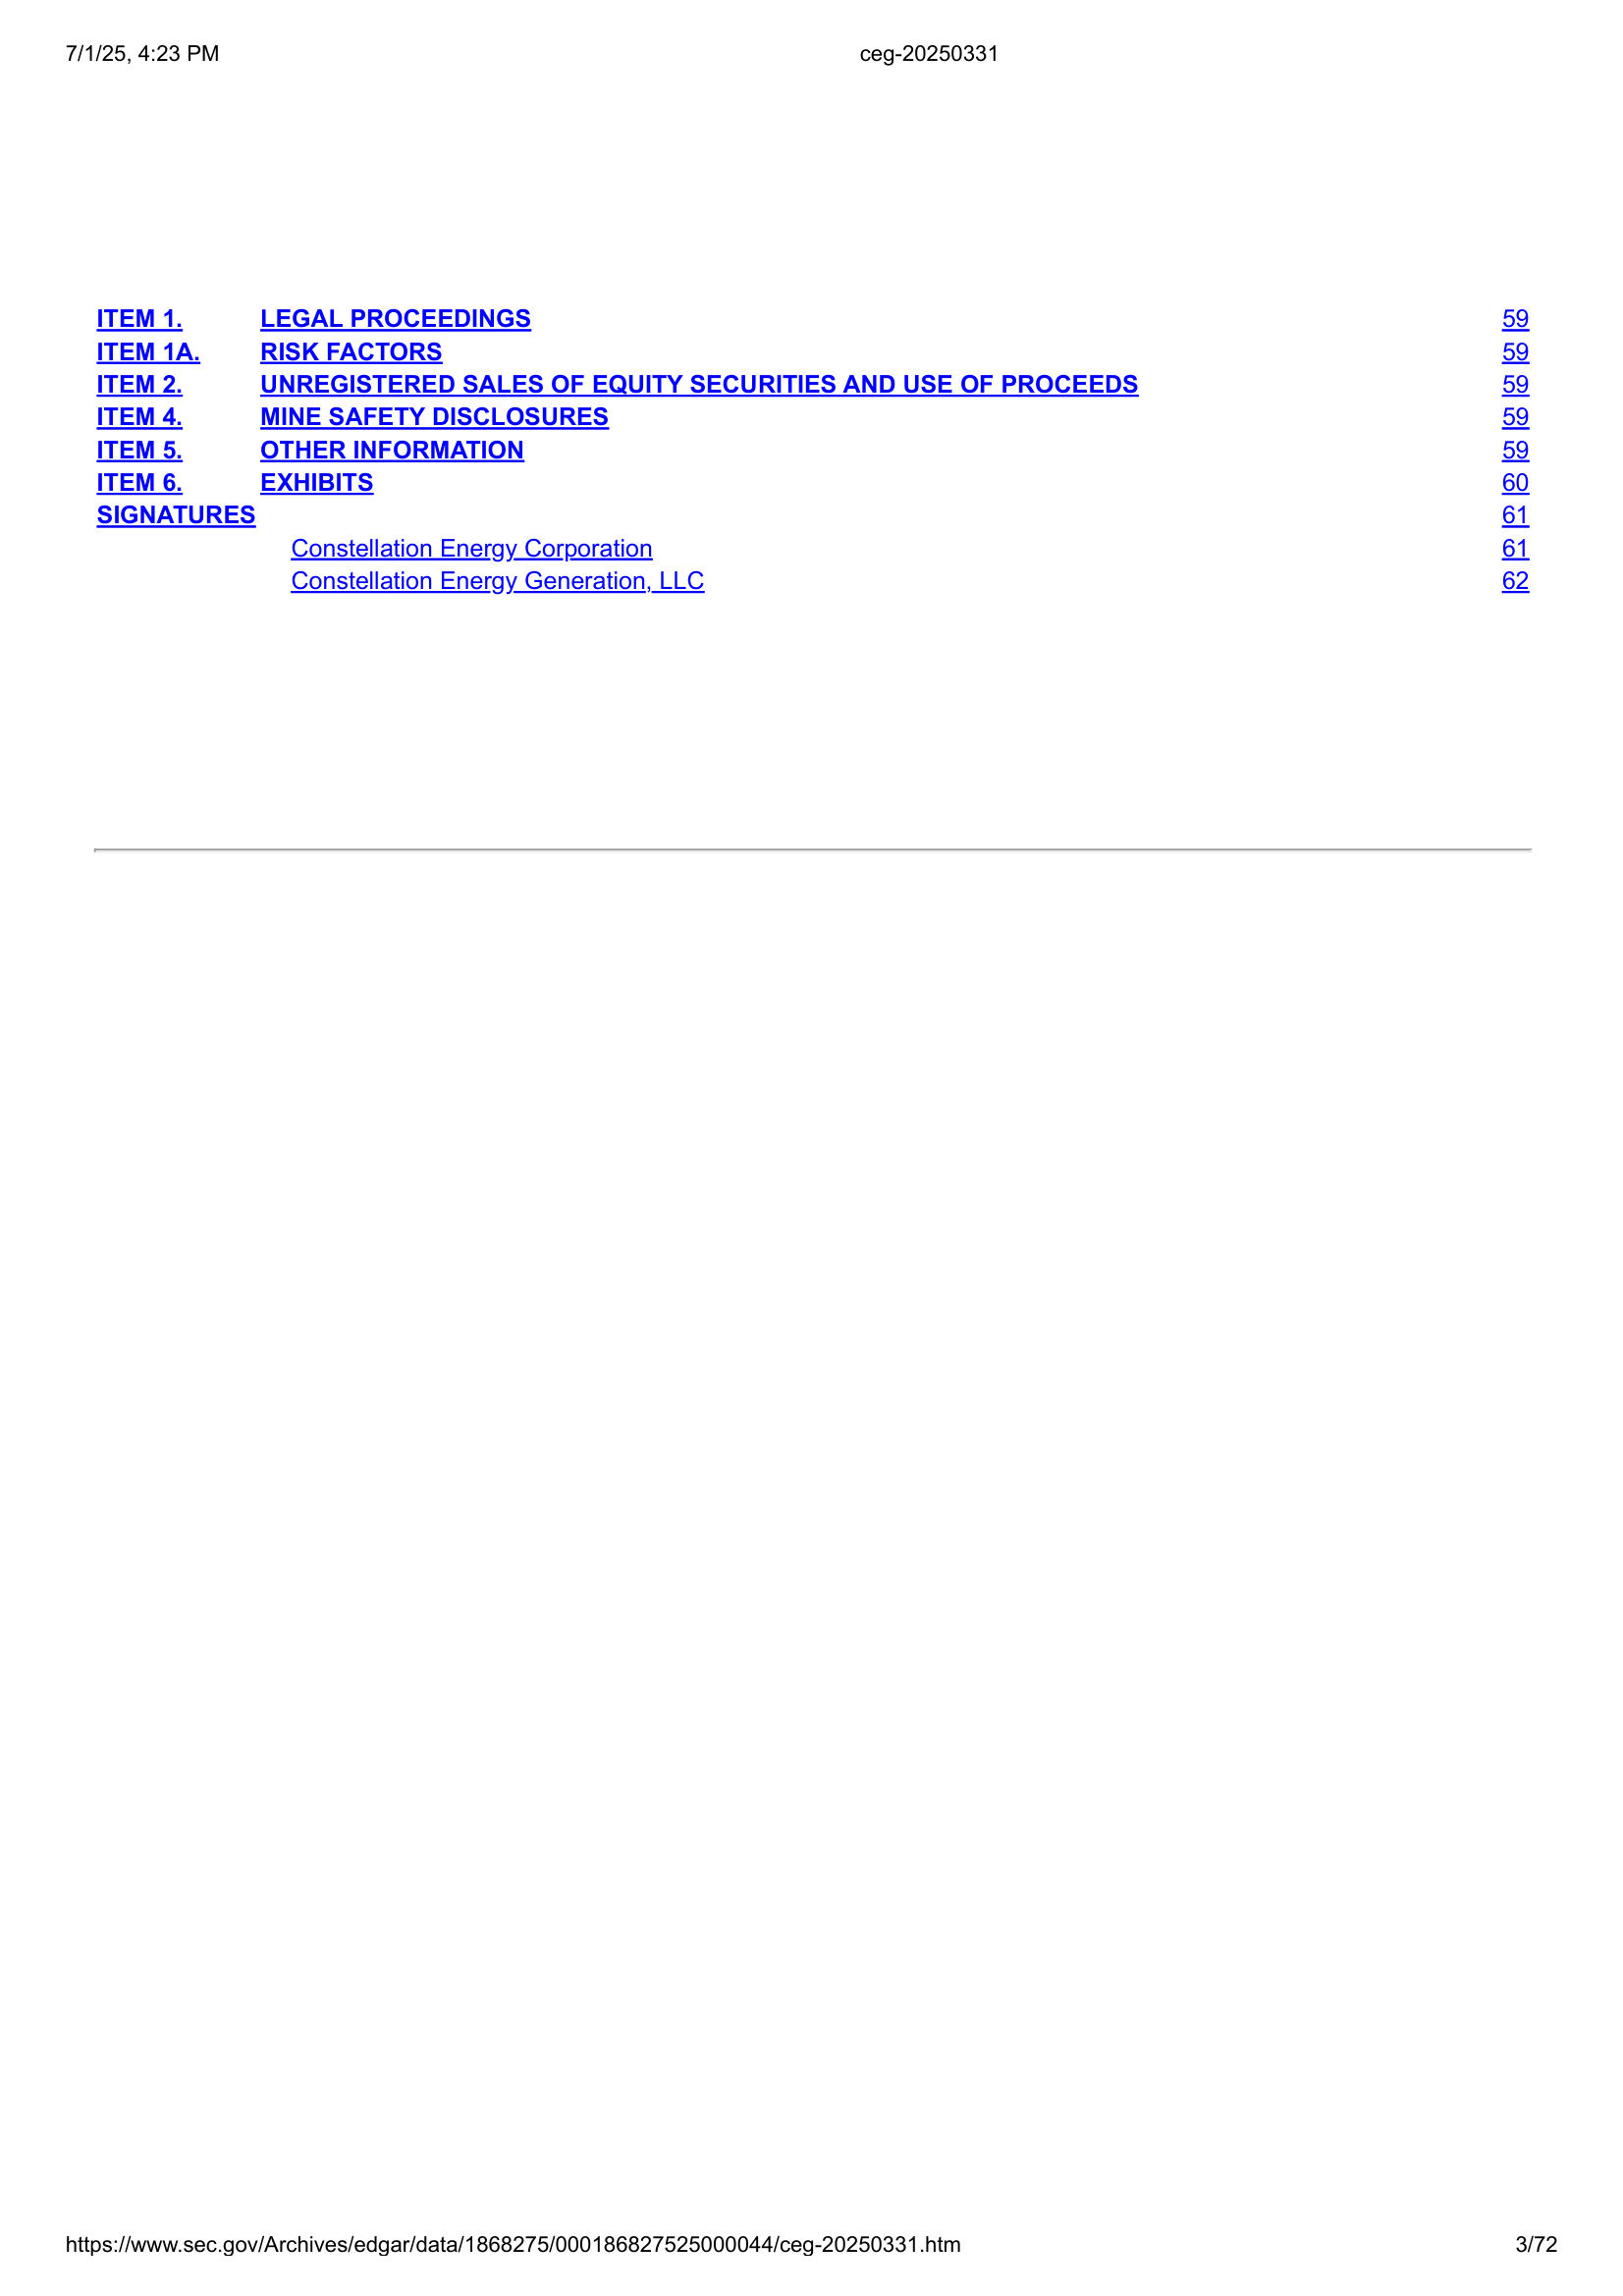 7/1/25, 4:23 PM ceg-20250331
ITEM 1. LEGAL PROCEEDINGS 59
ITEM 1A. RISK FACTORS 59
ITEM 2. UNREGISTERED SALES OF EQUITY SECURITIES AND USE OF PROCEEDS 59
ITEM 4. MINE SAFETY DISCLOSURES 59
ITEM 5. OTHER INFORMATION 59
ITEM 6. EXHIBITS 60
SIGNATURES 61
Constellation Energy Corporation 61
Constellation Energy Generation, LLC 62
https://www.sec.gov/Archives/edgar/data/1868275/000186827525000044/ceg-20250331.htm 3/72